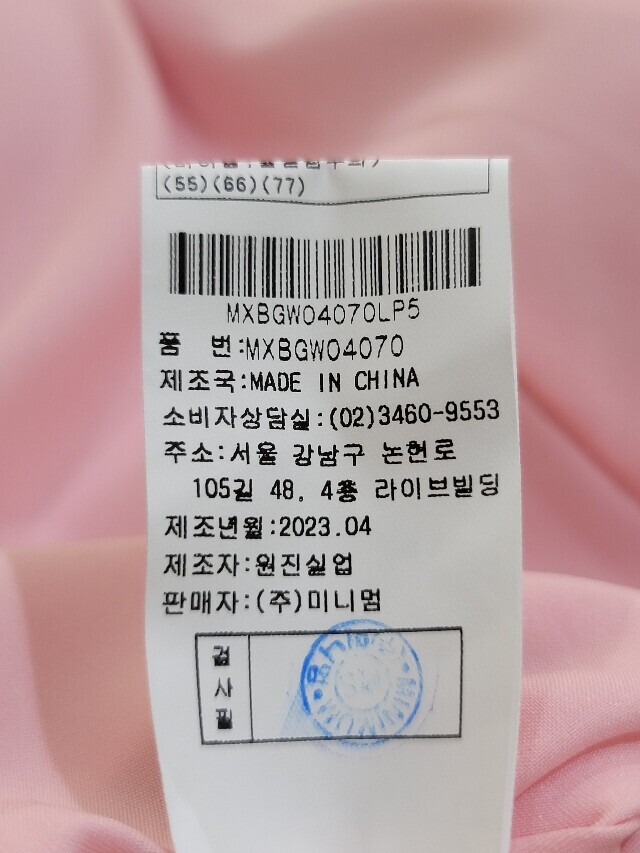 (55)(66)(77)
MXBGW04070LP5
품 번:MXBGW04070
제조국:MADE IN CHINA
소비자상담실:(02)3460-9553
주소:서울 강남구 논현로
105길 48, 4층 라이브빌딩
제조년월:2023.04
제조자:원진실업
판매자:(주)미니멈
검
사
필
MINIMUM